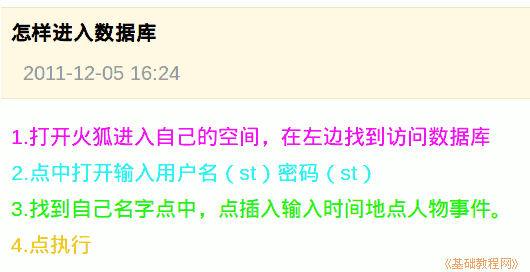 怎样进入数据库
2011-12-05 16:24
1.打开火狐进入自己的空间，在左边找到访问数据库
2.点中打开输入用户名（st）密码（st）
3.找到自己名字点中，点插入输入时间地点人物事件。
4.点执行
《基础教程网》